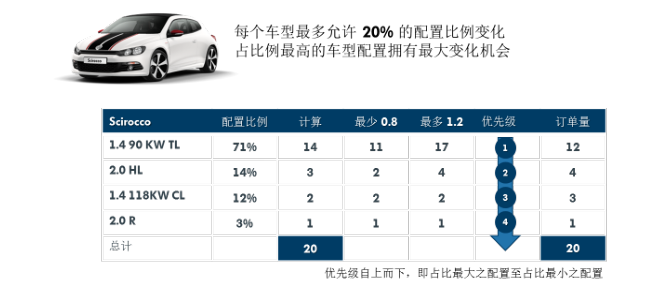 每个车型最多允许 20% 的配置比例变化
占比例最高的车型配置拥有最大变化机会
Scirocco 配置比例 计算 最少 0.8 最多 1.2 优先级 订单量
1.4 90 KW TL 71% 14 11 17 1 12
2.0 HL 14% 3 2 4 2 4
1.4 118KW CL 12% 2 2 2 3 3
2.0 R 3% 1 1 1 4 1
总计 20 20
优先级自上而下，即占比最大之配置至占比最小之配置